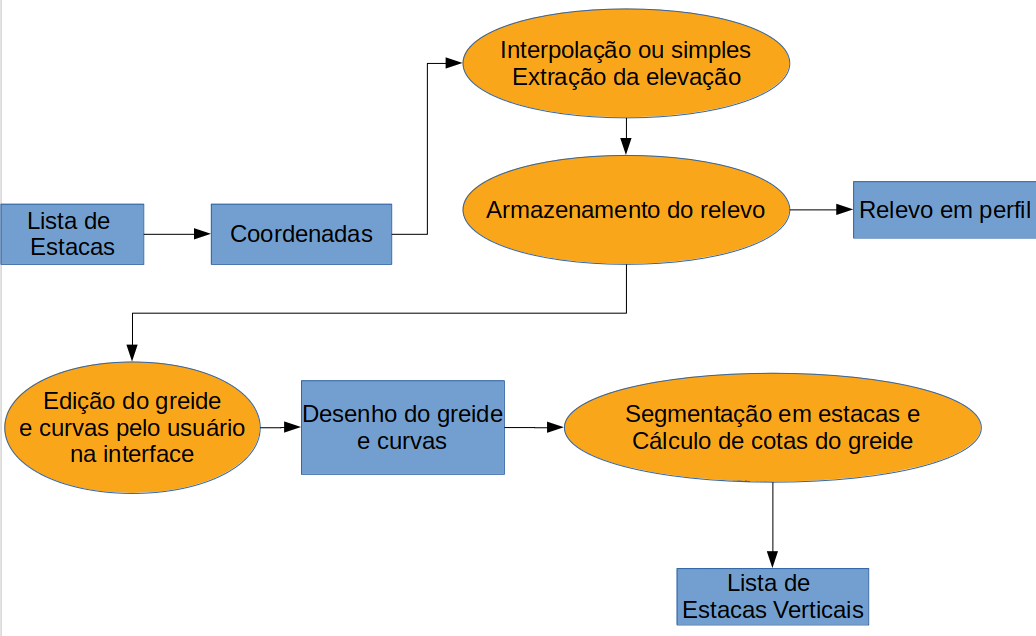 Interpolação ou simples
Extração da elevação
Lista de
Estacas
Coordenadas
Armazenamento do relevo
Relevo em perfil
Edição do greide
e curvas pelo usuário
na interface
Desenho do greide
e curvas
Segmentação em estacas e
Cálculo de cotas do greide
Lista de
Estacas Verticais